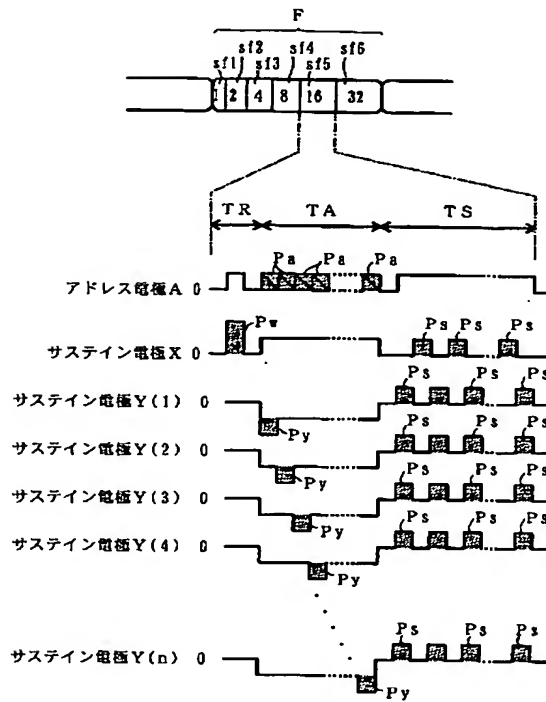 F
sf1 sf2 sf3 sf4 sf5 sf6
1 2 4 8 16 32
TR TA TS
Pa Pa Pa
アドレス電極A 0
Pw Ps Ps Ps
サステイン電極X 0
Ps Ps Ps
サステイン電極Y(1) 0
Py Ps Ps Ps
サステイン電極Y(2) 0
Py Ps Ps Ps
サステイン電極Y(3) 0
Py Ps Ps Ps
サステイン電極Y(4) 0
Py
Ps Ps Ps
サステイン電極Y(n) 0
Py